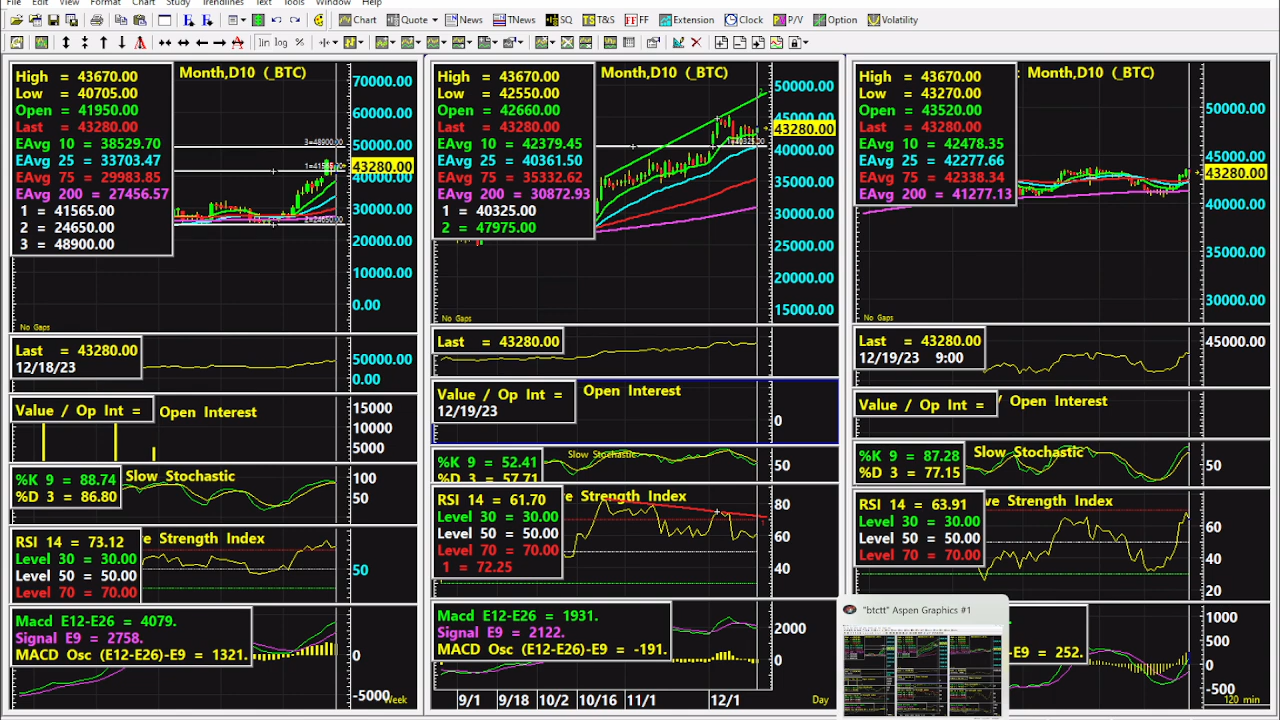 File Edit View Format Chart Study Trendlines Text Tools Window Help
Chart Quote News TNews SQ T&S FF Extension Clock P/V Option Volatility
lin log %
High = 43670.00
Low = 40705.00
Open = 41950.00
Last = 43280.00
EAvg 10 = 38529.70
EAvg 25 = 33703.47
EAvg 75 = 29983.85
EAvg 200 = 27456.57
1 = 41565.00
2 = 24650.00
3 = 48900.00
Month,D10 (_BTC)
3=48900.00
2=24650.00
70000.00
60000.00
50000.00
43280.00
40000.00
30000.00
20000.00
10000.00
0.00
No Gaps
Last = 43280.00
12/18/23
50000.00
0.00
Value / Op Int =
Open Interest
15000
10000
5000
%K 9 = 88.74
%D 3 = 86.80
Slow Stochastic
100
50
RSI 14 = 73.12
Level 30 = 30.00
Level 50 = 50.00
Level 70 = 70.00
ve Strength Index
50
Macd E12-E26 = 4079.
Signal E9 = 2758.
MACD Osc (E12-E26)-E9 = 1321.
0
-5000
Week
High = 43670.00
Low = 42550.00
Open = 42660.00
Last = 43280.00
EAvg 10 = 42379.45
EAvg 25 = 40361.50
EAvg 75 = 35332.62
EAvg 200 = 30872.93
1 = 40325.00
2 = 47975.00
Month,D10 (_BTC)
2
1=40325.00
50000.00
45000.00
43280.00
40000.00
35000.00
30000.00
25000.00
20000.00
15000.00
No Gaps
Last = 43280.00
Value / Op Int =
12/19/23
Open Interest
0
%K 9 = 52.41
%D 3 = 57.71
Slow Stochastic
50
RSI 14 = 61.70
Level 30 = 30.00
Level 50 = 50.00
Level 70 = 70.00
1 = 72.25
ve Strength Index
1
80
60
40
Macd E12-E26 = 1931.
Signal E9 = 2122.
MACD Osc (E12-E26)-E9 = -191.
2000
0
9/1 9/18 10/2 10/16 11/1 12/1
Day
High = 43670.00
Low = 43270.00
Open = 43520.00
Last = 43280.00
EAvg 10 = 42478.35
EAvg 25 = 42277.66
EAvg 75 = 42338.34
EAvg 200 = 41277.13
Month,D10 (_BTC)
50000.00
45000.00
43280.00
40000.00
35000.00
30000.00
No Gaps
Last = 43280.00
12/19/23 9:00
45000.00
Value / Op Int =
/ Open Interest
%K 9 = 87.28
%D 3 = 77.15
Slow Stochastic
50
RSI 14 = 63.91
Level 30 = 30.00
Level 50 = 50.00
Level 70 = 70.00
ve Strength Index
60
40
20
"btctt" Aspen Graphics #1
-E9 = 252.
1000
500
0
-500
120 min